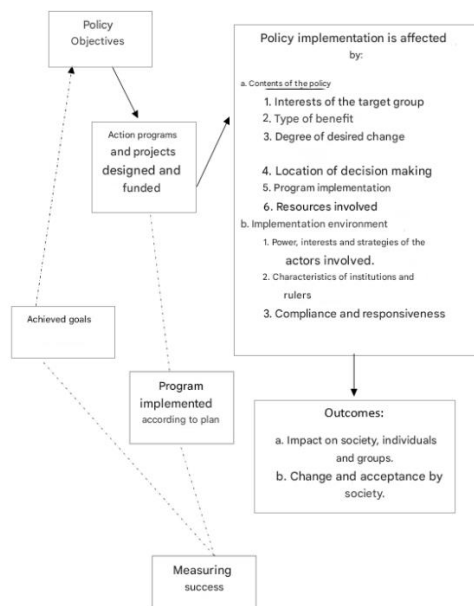 Policy
Objectives
Action programs
and projects
designed and
funded
Policy implementation is affected
by:
a. Contents of the policy
1. Interests of the target group
2. Type of benefit
3. Degree of desired change
4. Location of decision making
5. Program implementation
6. Resources involved
b. Implementation environment
1. Power, interests and strategies of the
actors involved.
2. Characteristics of institutions and
rulers
3. Compliance and responsiveness
Achieved goals
Program
implemented
according to plan
Outcomes:
a. Impact on society, individuals
and groups.
b. Change and acceptance by
society.
Measuring
success